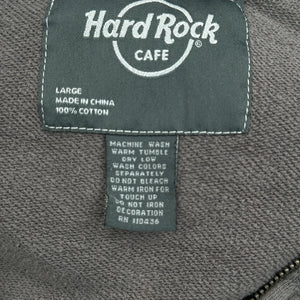 Hard Rock
CAFE
LARGE
MADE IN CHINA
100% COTTON
MACHINE WASH
WARM TUMBLE
DRY LOW
WASH COLORS
SEPARATELY
DO NOT BLEACH
WARM IRON FOR
TOUCH UP
DO NOT IRON
DECORATION
RN 110436